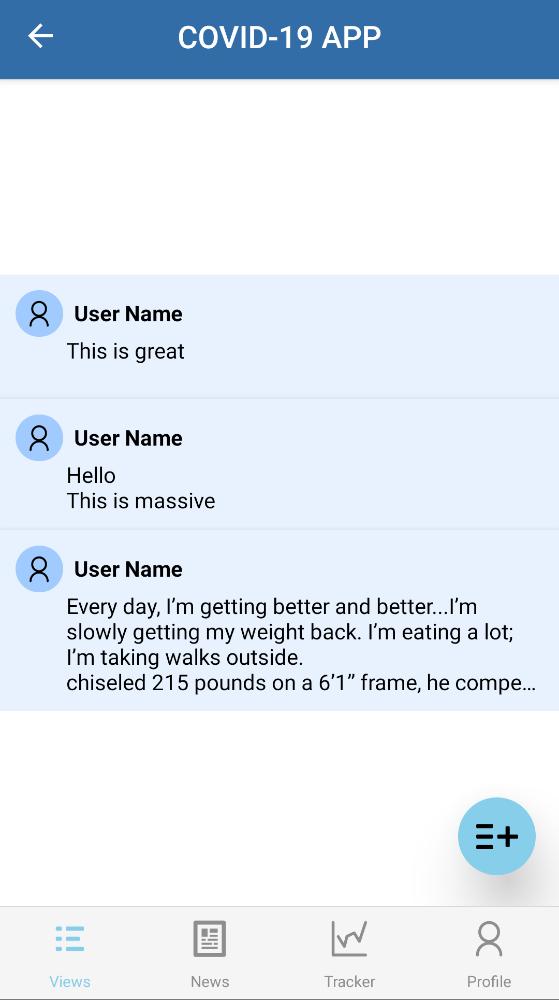 COVID-19 APP
User Name
This is great
User Name
Hello
This is massive
User Name
Every day, I’m getting better and better...I’m
slowly getting my weight back. I’m eating a lot;
I’m taking walks outside.
chiseled 215 pounds on a 6’1” frame, he compe...
Views
News
Tracker
Profile